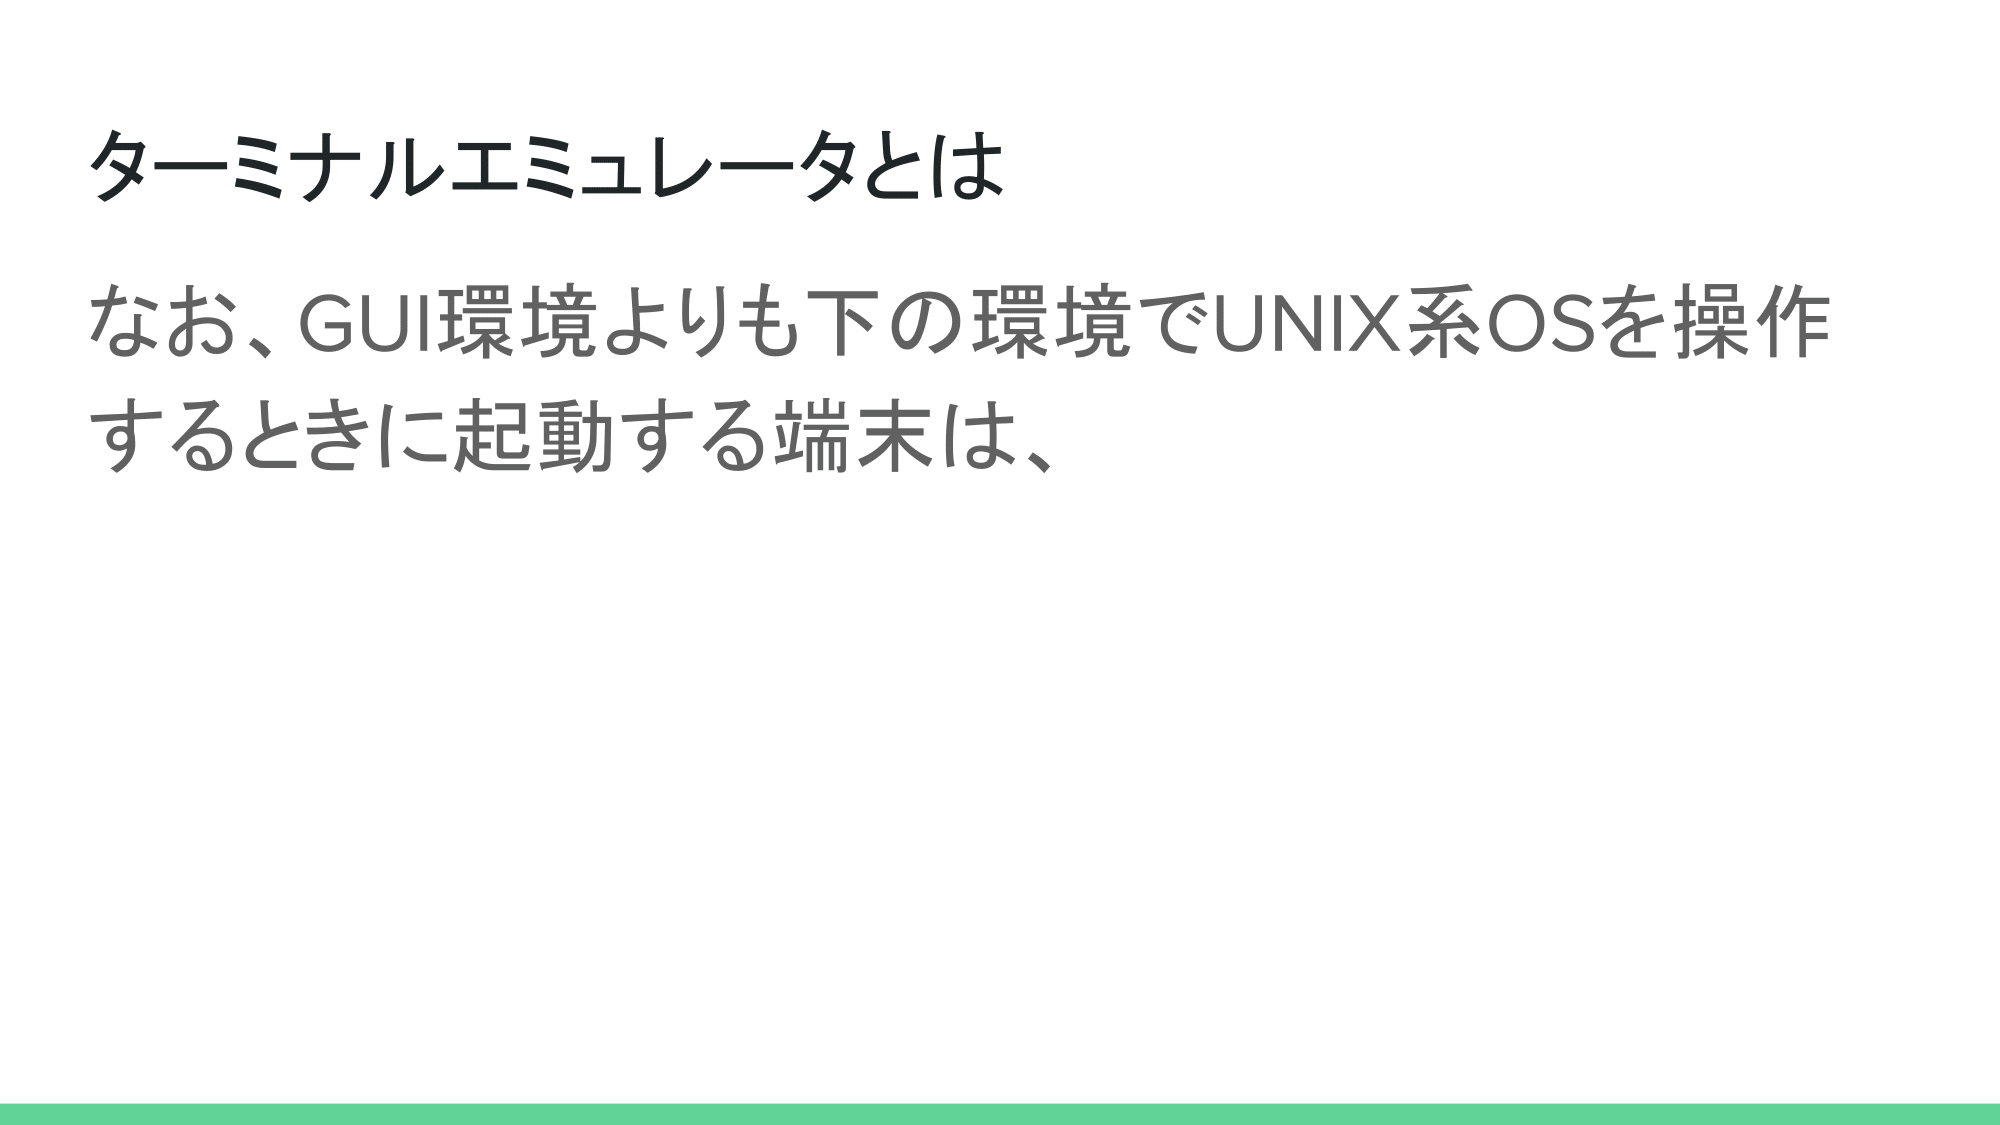 ターミナルエミュレータとは
なお、GUI環境よりも下の環境でUNIX系OSを操作
するときに起動する端末は、